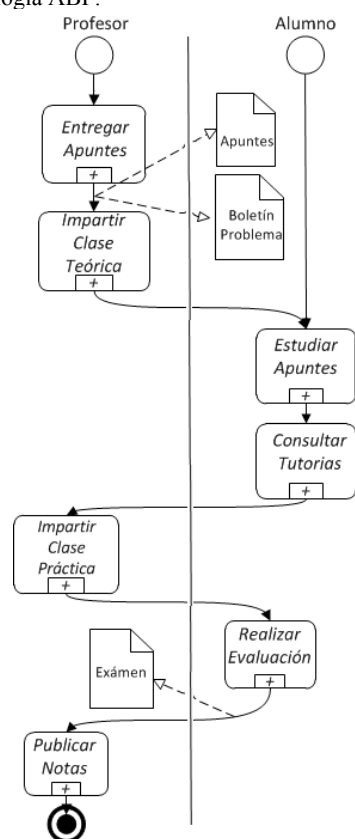 ogía ABP.
Profesor
Alumno
Entregar
Apuntes
+
Apuntes
Boletín
Problema
Impartir
Clase
Teórica
+
Estudiar
Apuntes
+
Consultar
Tutorias
+
Impartir
Clase
Práctica
+
Realizar
Evaluación
+
Exámen
Publicar
Notas
+